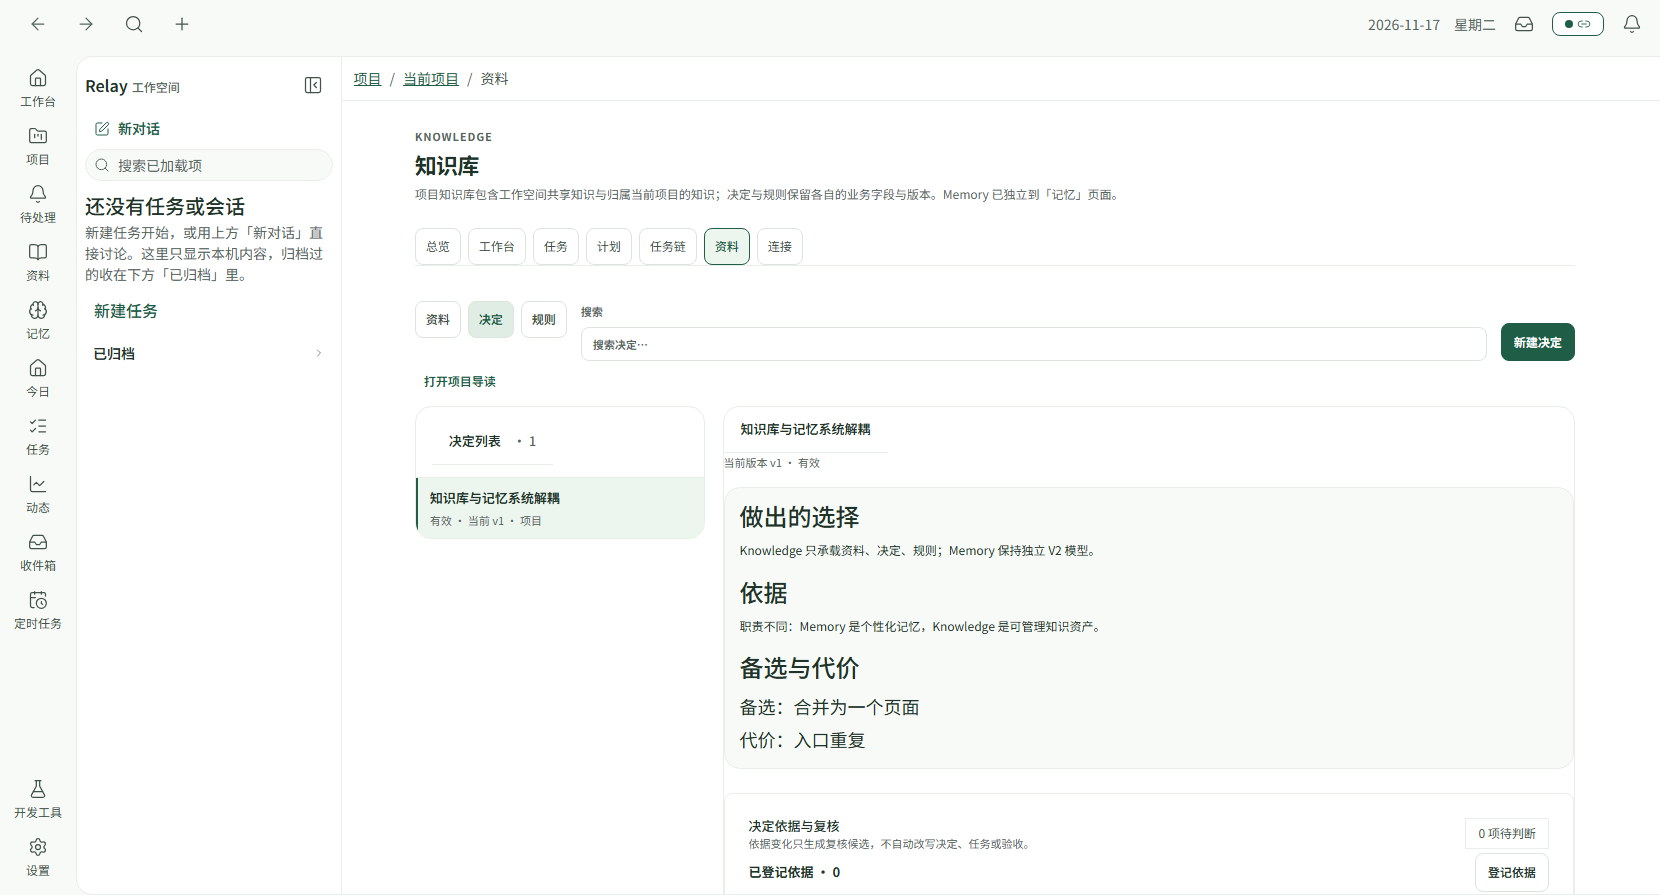 2026-11-17 星期二
工作台
项目
待处理
资料
记忆
今日
任务
动态
收件箱
定时任务
开发工具
设置
Relay 工作空间
新对话
搜索已加载项
还没有任务或会话
新建任务开始，或用上方「新对话」直
接讨论。这里只显示本机内容，归档过
的收在下方「已归档」里。
新建任务
已归档
项目 / 当前项目 / 资料
KNOWLEDGE
知识库
项目知识库包含工作空间共享知识与归属当前项目的知识；决定与规则保留各自的业务字段与版本。Memory 已独立到「记忆」页面。
总览 工作台 任务 计划 任务链 资料 连接
资料 决定 规则
搜索
搜索决定…
新建决定
打开项目导读
决定列表 • 1
知识库与记忆系统解耦
有效 • 当前 v1 • 项目
知识库与记忆系统解耦
当前版本 v1 • 有效
做出的选择
Knowledge 只承载资料、决定、规则；Memory 保持独立 V2 模型。
依据
职责不同：Memory 是个性化记忆，Knowledge 是可管理知识资产。
备选与代价
备选：合并为一个页面
代价：入口重复
决定依据与复核
依据变化只生成复核候选，不自动改写决定、任务或验收。
0 项待判断
已登记依据 • 0
登记依据